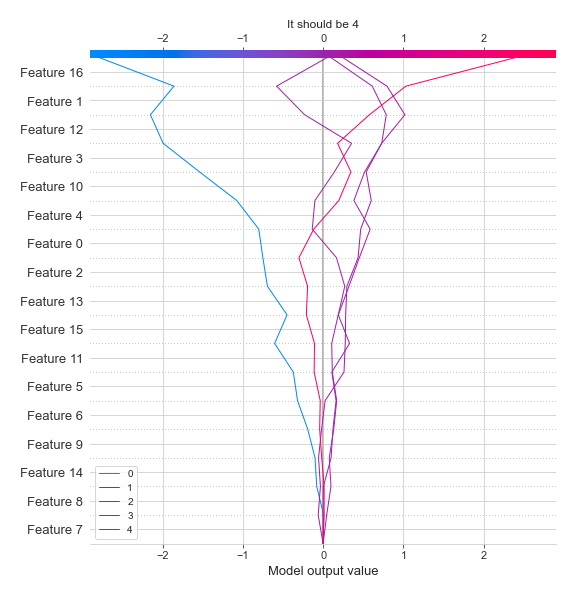 It should be 4
−2 −1 0 1 2
Feature 16
Feature 1
Feature 12
Feature 3
Feature 10
Feature 4
Feature 0
Feature 2
Feature 13
Feature 15
Feature 11
Feature 5
Feature 6
Feature 9
Feature 14
Feature 8
Feature 7
0
1
2
3
4
−2 −1 0 1 2
Model output value